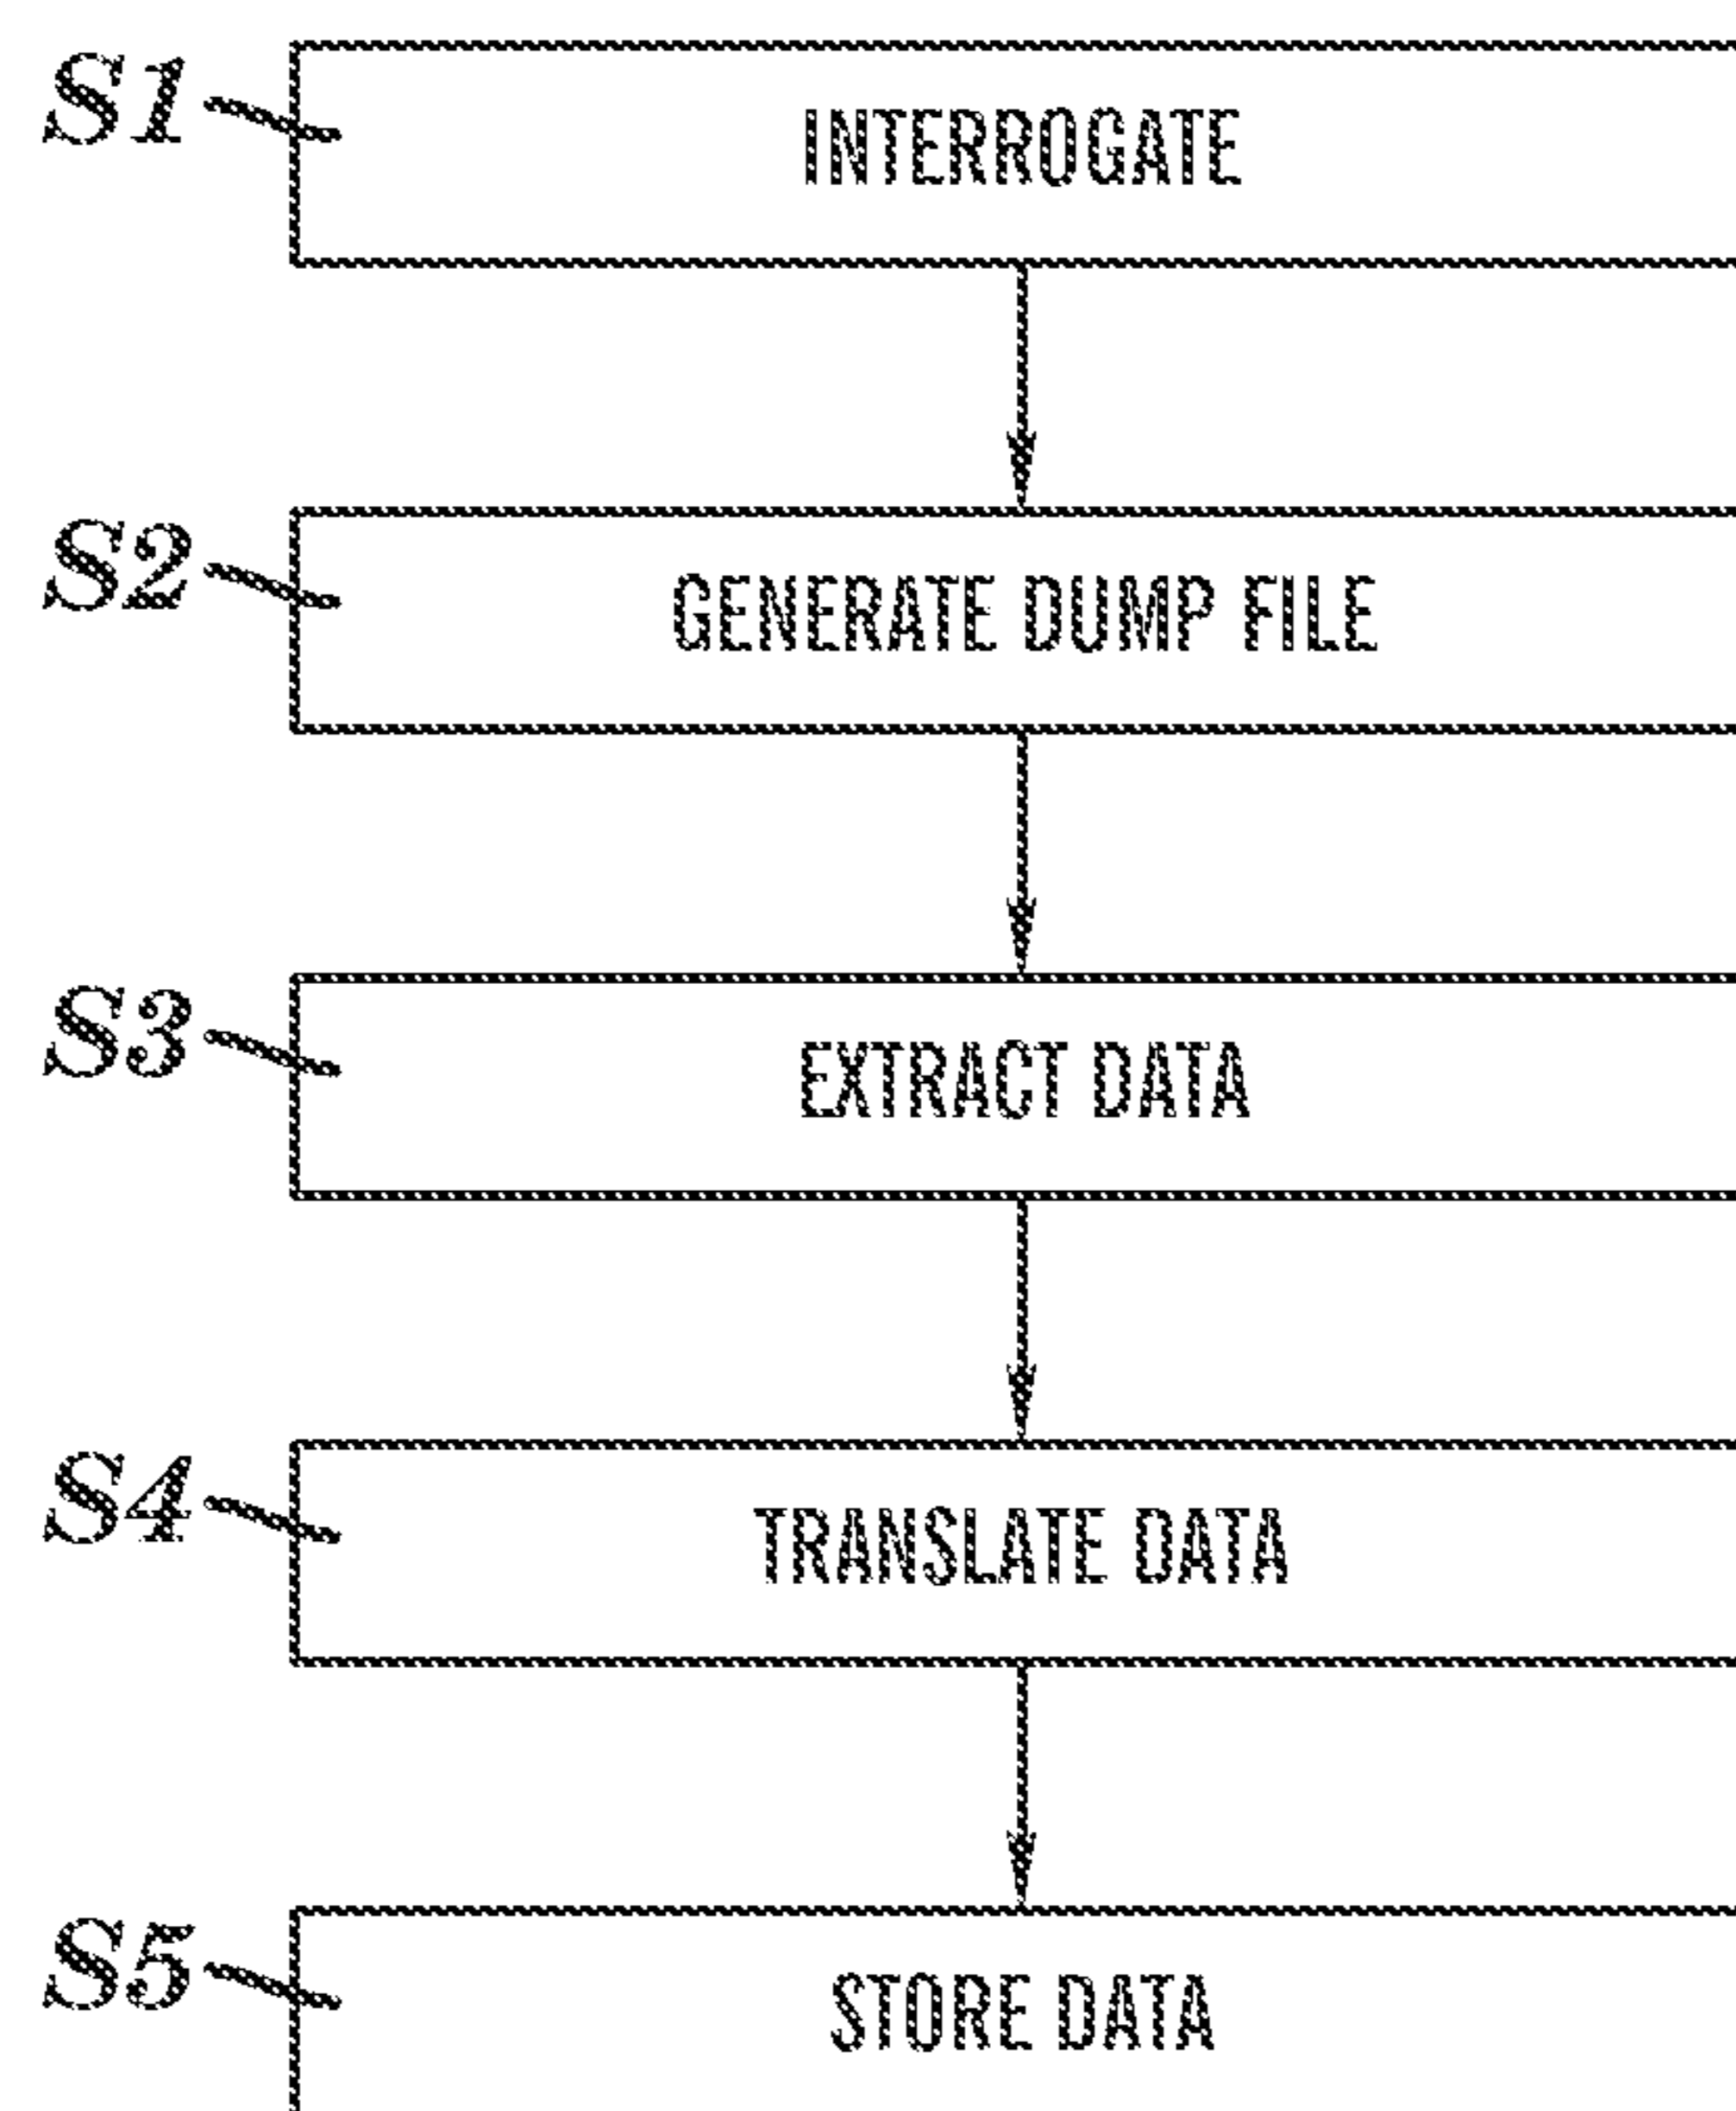 S1
INTERROGATE
S2
GENERATE DUMP FILE
S3
EXTRACT DATA
S4
TRANSLATE DATA
S5
STORE DATA